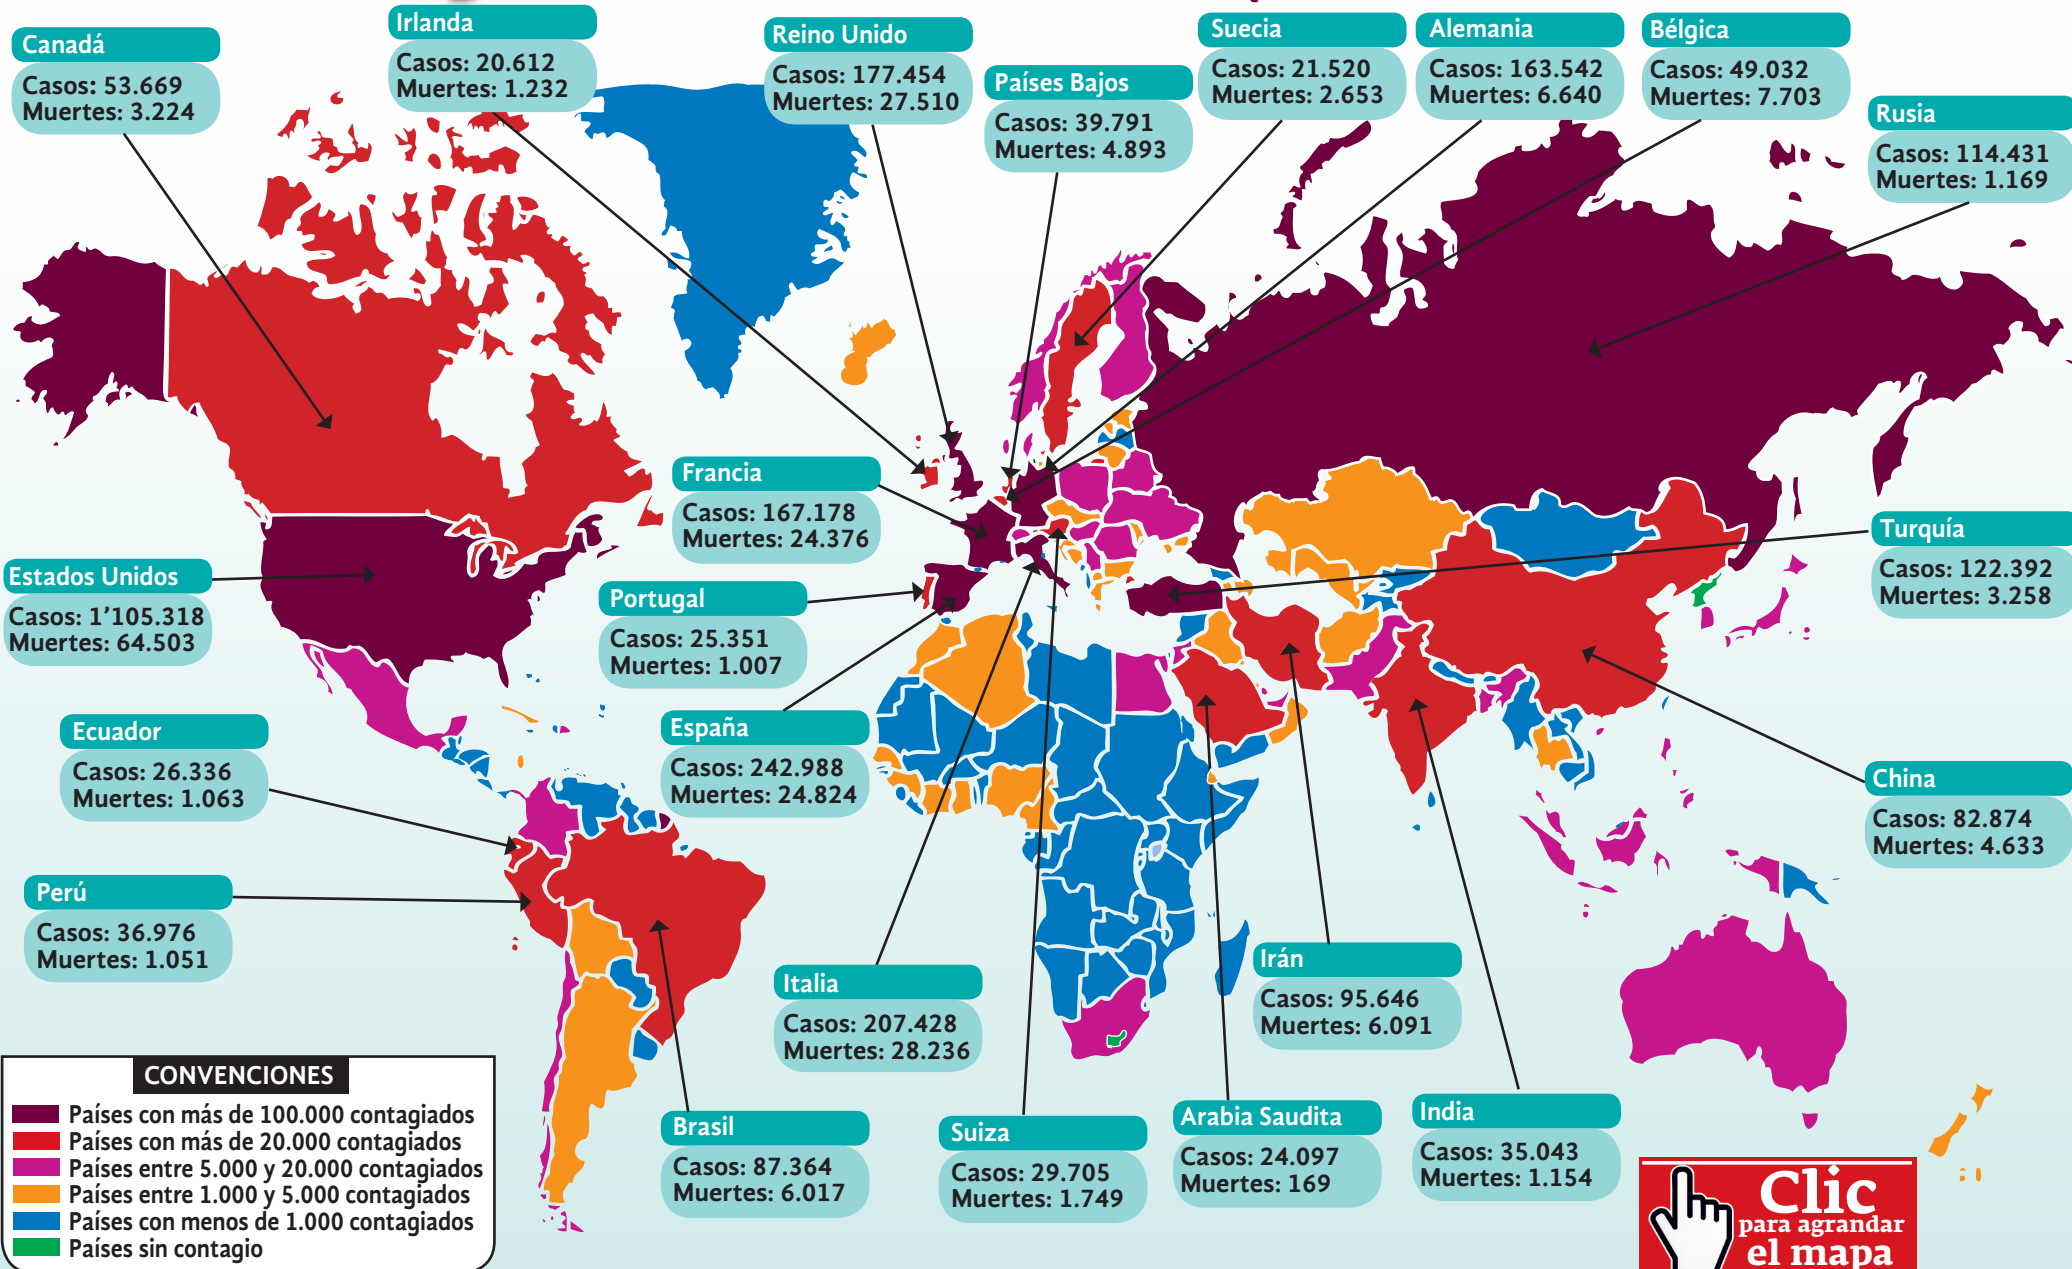 Canadá
Casos: 53.669
Muertes: 3.224
Irlanda
Casos: 20.612
Muertes: 1.232
Reino Unido
Casos: 177.454
Muertes: 27.510
Países Bajos
Casos: 39.791
Muertes: 4.893
Suecia
Casos: 21.520
Muertes: 2.653
Alemania
Casos: 163.542
Muertes: 6.640
Bélgica
Casos: 49.032
Muertes: 7.703
Rusia
Casos: 114.431
Muertes: 1.169
Francia
Casos: 167.178
Muertes: 24.376
Estados Unidos
Casos: 1’105.318
Muertes: 64.503
Portugal
Casos: 25.351
Muertes: 1.007
Turquía
Casos: 122.392
Muertes: 3.258
Ecuador
Casos: 26.336
Muertes: 1.063
España
Casos: 242.988
Muertes: 24.824
China
Casos: 82.874
Muertes: 4.633
Perú
Casos: 36.976
Muertes: 1.051
Italia
Casos: 207.428
Muertes: 28.236
Irán
Casos: 95.646
Muertes: 6.091
Brasil
Casos: 87.364
Muertes: 6.017
Suiza
Casos: 29.705
Muertes: 1.749
Arabia Saudita
Casos: 24.097
Muertes: 169
India
Casos: 35.043
Muertes: 1.154
CONVENCIONES
Países con más de 100.000 contagiados
Países con más de 20.000 contagiados
Países entre 5.000 y 20.000 contagiados
Países entre 1.000 y 5.000 contagiados
Países con menos de 1.000 contagiados
Países sin contagio
Clic
para agrandar
el mapa